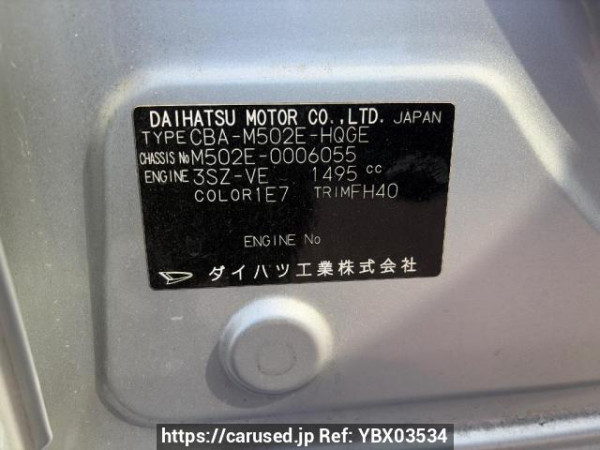 DAIHATSU MOTOR CO.,LTD. JAPAN
TYPE CBA-M502E-HQGE
CHASSIS No M502E-0006055
ENGINE 3SZ-VE 1495 cc
COLOR 1E7 TRIM FH40
ENGINE No
ダイハツ工業株式会社
https://carused.jp Ref: YBX03534